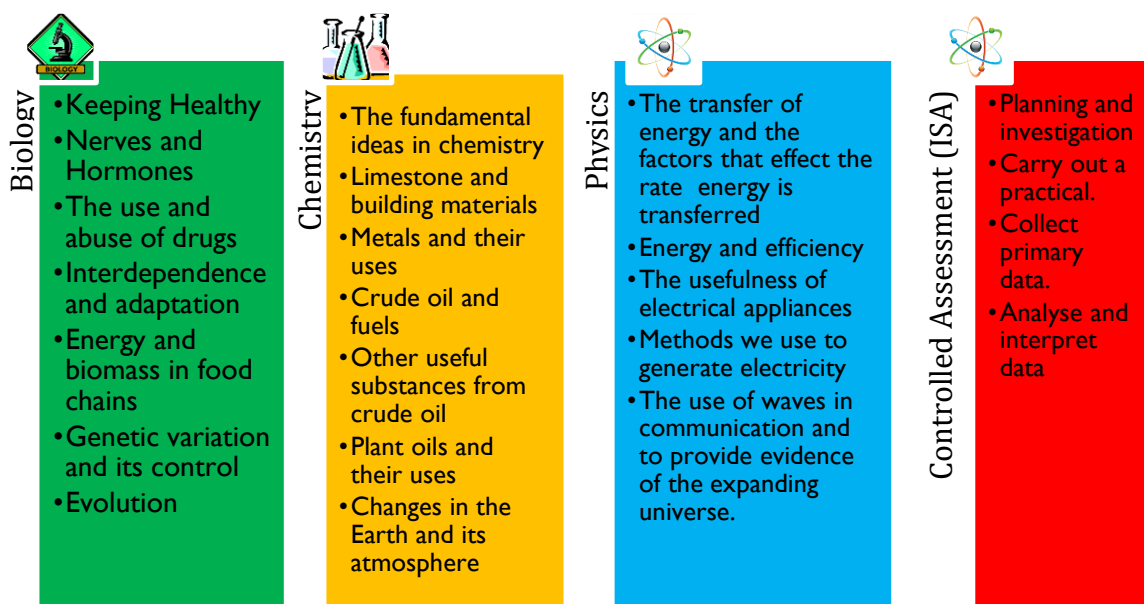 BIOLOGY
Biology
•Keeping Healthy
•Nerves and
Hormones
•The use and
abuse of drugs
•Interdependence
and adaptation
•Energy and
biomass in food
chains
•Genetic variation
and its control
•Evolution
Chemistry
•The fundamental
ideas in chemistry
•Limestone and
building materials
•Metals and their
uses
•Crude oil and
fuels
•Other useful
substances from
crude oil
•Plant oils and
their uses
•Changes in the
Earth and its
atmosphere
Physics
•The transfer of
energy and the
factors that effect the
rate energy is
transferred
•Energy and efficiency
•The usefulness of
electrical appliances
•Methods we use to
generate electricity
•The use of waves in
communication and
to provide evidence
of the expanding
universe.
Controlled Assessment (ISA)
•Planning and
investigation
•Carry out a
practical.
•Collect
primary
data.
•Analyse and
interpret
data